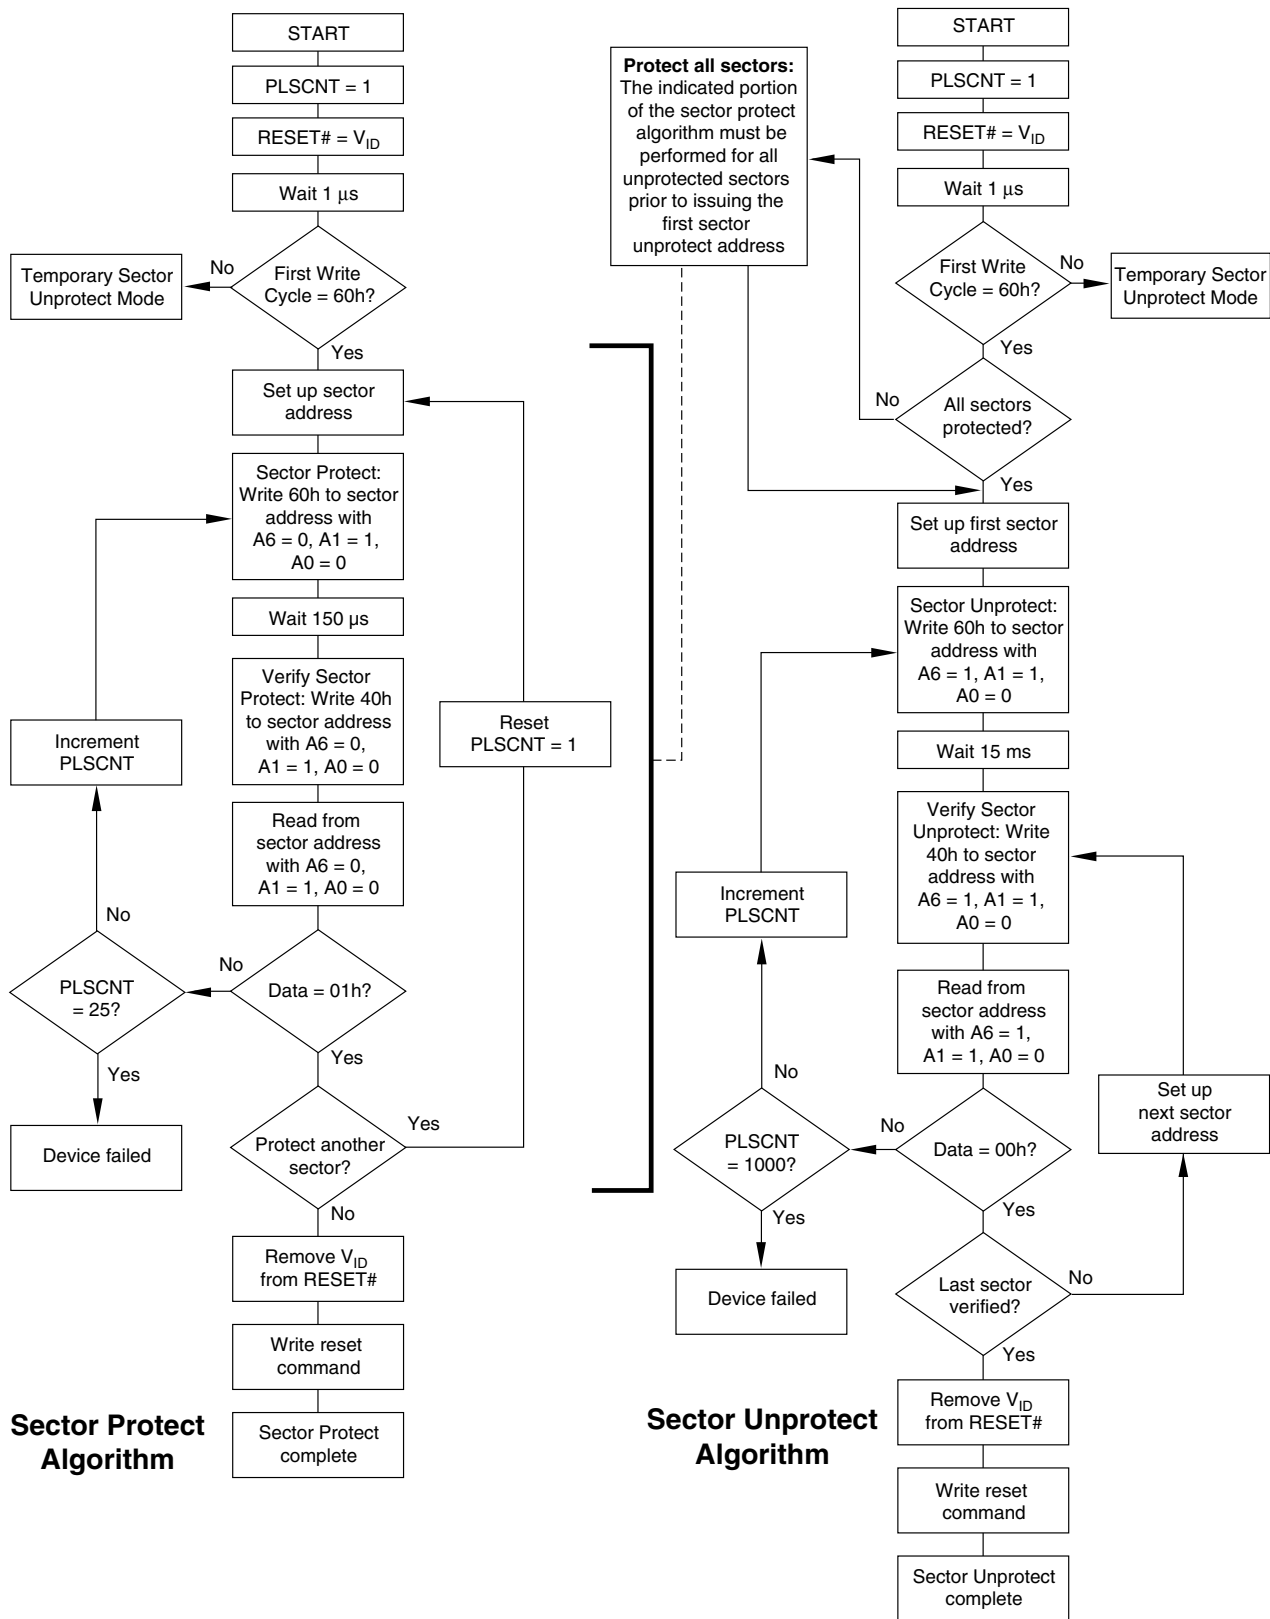 START
PLSCNT = 1
RESET# = VID
Wait 1 μs
First Write
Cycle = 60h?
No
Temporary Sector
Unprotect Mode
Yes
Set up sector
address
Sector Protect:
Write 60h to sector
address with
A6 = 0, A1 = 1,
A0 = 0
Wait 150 µs
Verify Sector
Protect: Write 40h
to sector address
with A6 = 0,
A1 = 1, A0 = 0
Read from
sector address
with A6 = 0,
A1 = 1, A0 = 0
Increment
PLSCNT
No
PLSCNT
= 25?
Yes
Device failed
No
Data = 01h?
Yes
Protect another
sector?
Yes
Reset
PLSCNT = 1
No
Remove VID
from RESET#
Write reset
command
Sector Protect
complete
Sector Protect
Algorithm
Protect all sectors:
The indicated portion
of the sector protect
algorithm must be
performed for all
unprotected sectors
prior to issuing the
first sector
unprotect address
START
PLSCNT = 1
RESET# = VID
Wait 1 μs
First Write
Cycle = 60h?
No
Temporary Sector
Unprotect Mode
Yes
No
All sectors
protected?
Yes
Set up first sector
address
Sector Unprotect:
Write 60h to sector
address with
A6 = 1, A1 = 1,
A0 = 0
Wait 15 ms
Verify Sector
Unprotect: Write
40h to sector
address with
A6 = 1, A1 = 1,
A0 = 0
Read from
sector address
with A6 = 1,
A1 = 1, A0 = 0
Increment
PLSCNT
No
PLSCNT
= 1000?
Yes
Device failed
No
Data = 00h?
Yes
Set up
next sector
address
Last sector
verified?
No
Yes
Remove VID
from RESET#
Write reset
command
Sector Unprotect
complete
Sector Unprotect
Algorithm